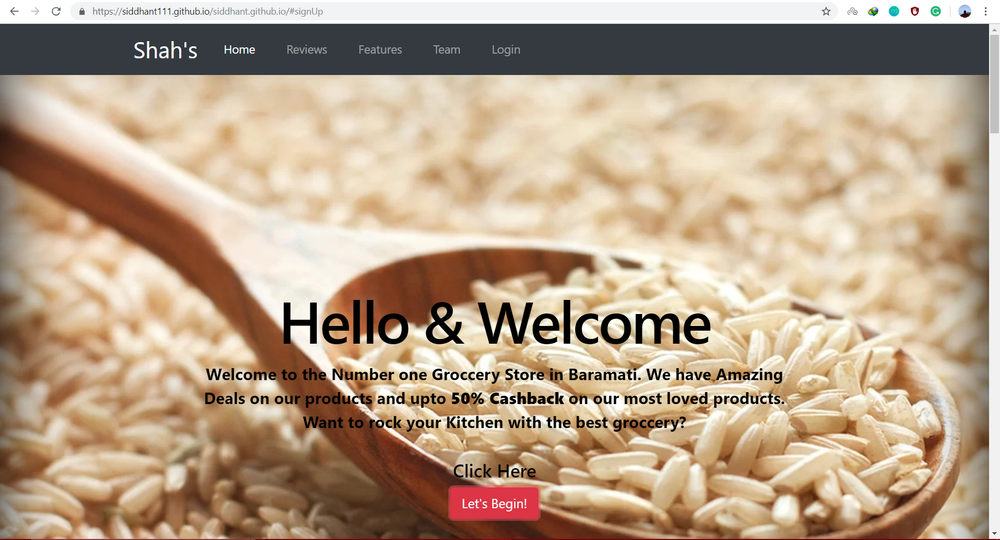 https://siddhant111.github.io/siddhant.github.io/#signUp
Shah's Home Reviews Features Team Login
Hello & Welcome
Welcome to the Number one Groccery Store in Baramati. We have Amazing
Deals on our products and upto 50% Cashback on our most loved products.
Want to rock your Kitchen with the best groccery?
Click Here
Let's Begin!